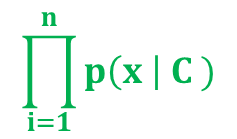 n
∏ p(x | C )
i=1